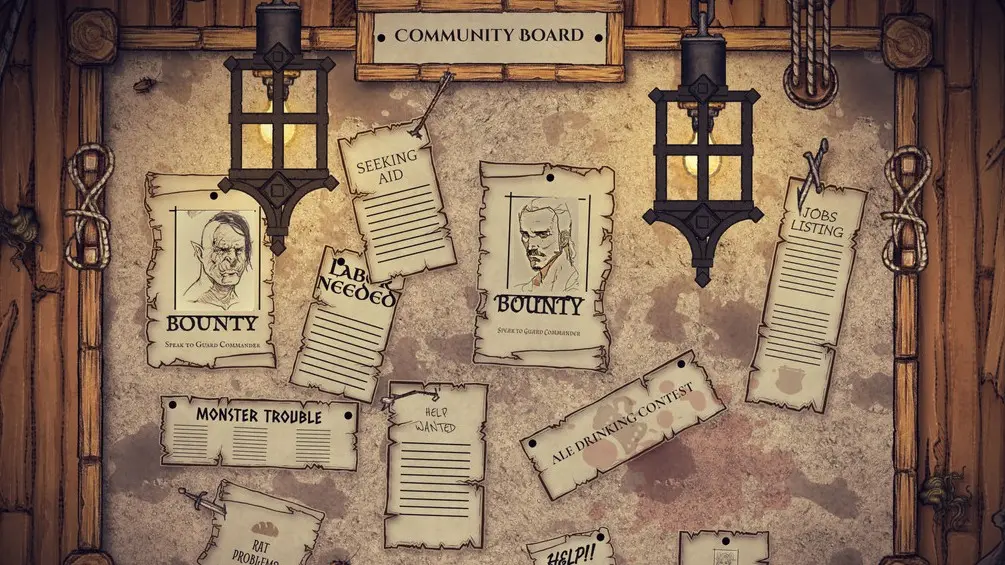 COMMUNITY BOARD
SEEKING
AID
BOUNTY
SPEAK TO GUARD COMMANDER
LABOR
NEEDED
BOUNTY
SPEAK TO GUARD COMMANDER
JOBS
LISTING
MONSTER TROUBLE
HELP
WANTED
ALE DRINKING CONTEST
RAT
PROBLEMS
HELP!!